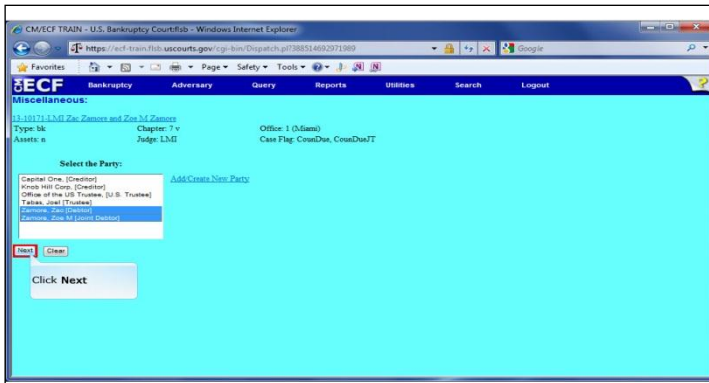 CM/ECF TRAIN - U.S. Bankruptcy Court:flsb - Windows Internet Explorer
https://ecf-train.flsb.uscourts.gov/cgi-bin/Dispatch.pl?388514692971989
Google
Favorites Page Safety Tools
ECF Bankruptcy Adversary Query Reports Utilities Search Logout ?
Miscellaneous:
13-10171-LMI Zac Zamore and Zoe M Zamore
Type: bk Chapter: 7 v Office: 1 (Miami)
Assets: n Judge: LMI Case Flag: CounDue, CounDueJT
Select the Party:
Capital One, [Creditor] Add/Create New Party
Knob Hill Corp, [Creditor]
Office of the US Trustee, [U.S. Trustee]
Tabas, Joel [Trustee]
Zamore, Zac [Debtor]
Zamore, Zoe M [Joint Debtor]
Next Clear
Click Next